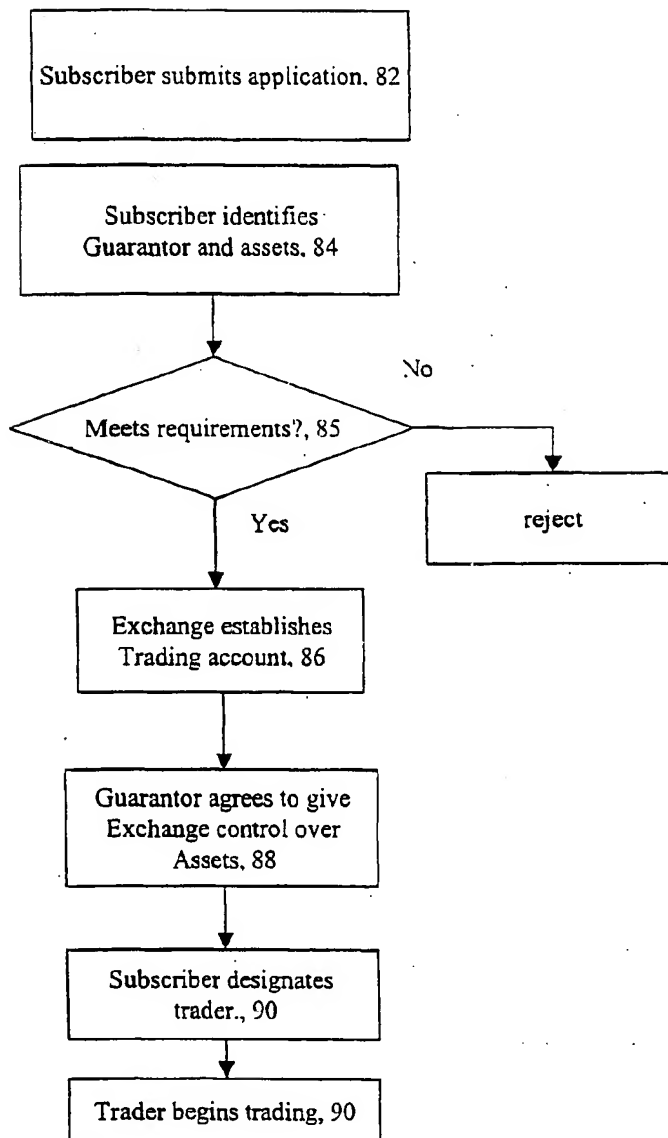 Subscriber submits application. 82
Subscriber identifies
Guarantor and assets. 84
No
Meets requirements?, 85
Yes
reject
Exchange establishes
Trading account. 86
Guarantor agrees to give
Exchange control over
Assets, 88
Subscriber designates
trader., 90
Trader begins trading, 90